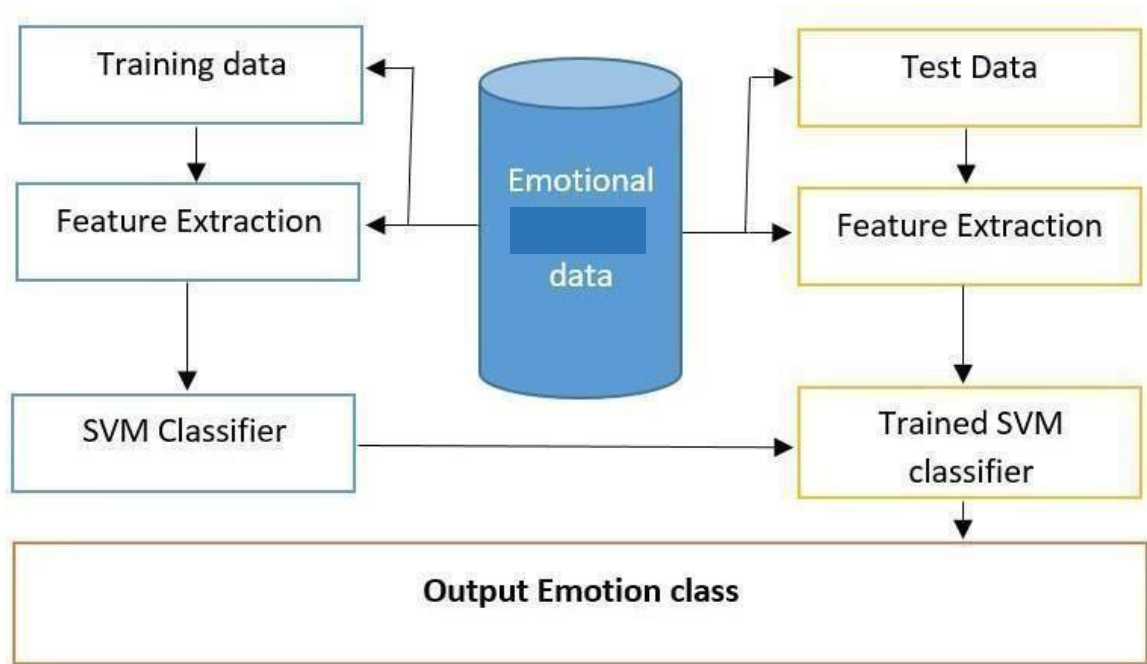 Training data
Feature Extraction
SVM Classifier
Emotional
data
Test Data
Feature Extraction
Trained SVM
classifier
Output Emotion class